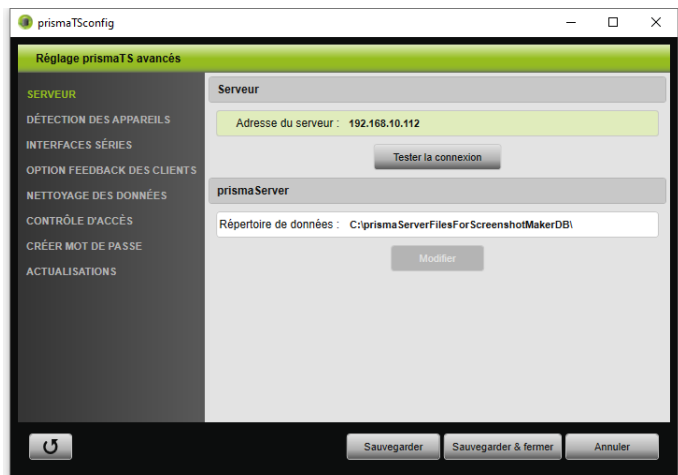 prismaTSconfig
Réglage prismaTS avancés
SERVEUR
DÉTECTION DES APPAREILS
INTERFACES SÉRIES
OPTION FEEDBACK DES CLIENTS
NETTOYAGE DES DONNÉES
CONTRÔLE D'ACCÈS
CRÉER MOT DE PASSE
ACTUALISATIONS
Serveur
Adresse du serveur : 192.168.10.112
Tester la connexion
prismaServer
Répertoire de données : C:\prismaServerFilesForScreenshotMakerDB\
Modifier
Sauvegarder Sauvegarder & fermer Annuler